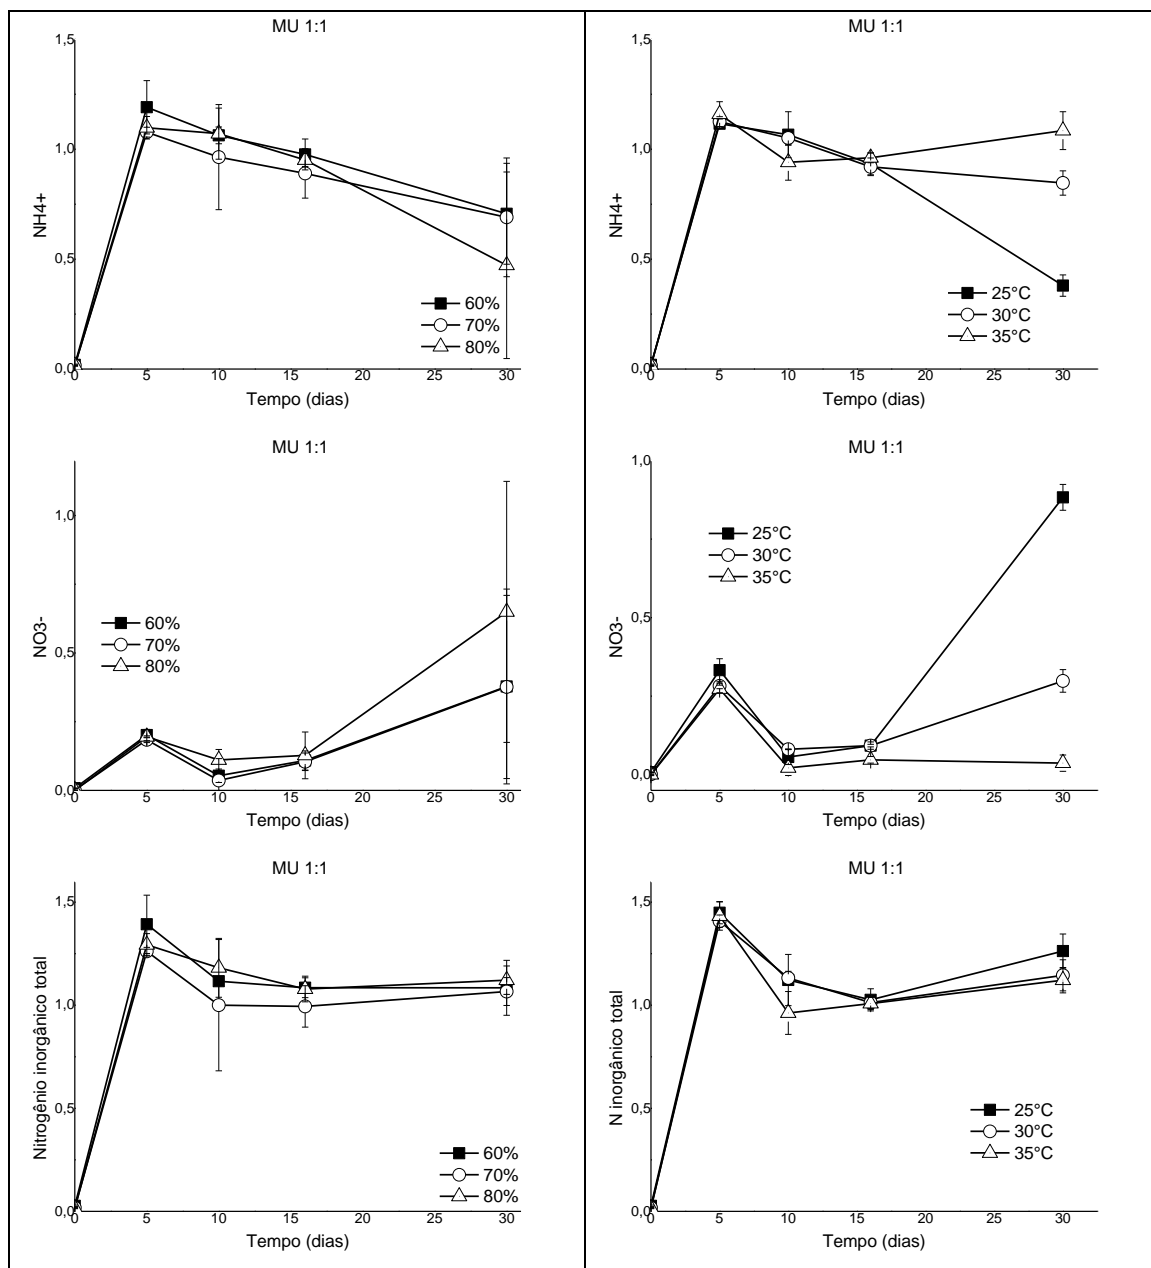 MU 1:1
1,5
1,0
NH4+
0,5
60%
70%
80%
0,0
0 5 10 15 20 25 30
Tempo (dias)
MU 1:1
1,5
1,0
NH4+
0,5
25°C
30°C
35°C
0,0
0 5 10 15 20 25 30
Tempo (dias)
MU 1:1
1,0
NO3-
0,5
60%
70%
80%
0,0
0 5 10 15 20 25 30
Tempo (dias)
MU 1:1
1,0
25°C
30°C
35°C
NO3-
0,5
0,0
0 5 10 15 20 25 30
Tempo (dias)
MU 1:1
1,5
1,0
Nitrogênio inorgânico total
0,5
60%
70%
80%
0,0
0 5 10 15 20 25 30
Tempo (dias)
MU 1:1
1,5
1,0
N inorgânico total
0,5
25°C
30°C
35°C
0,0
0 5 10 15 20 25 30
Tempo (dias)